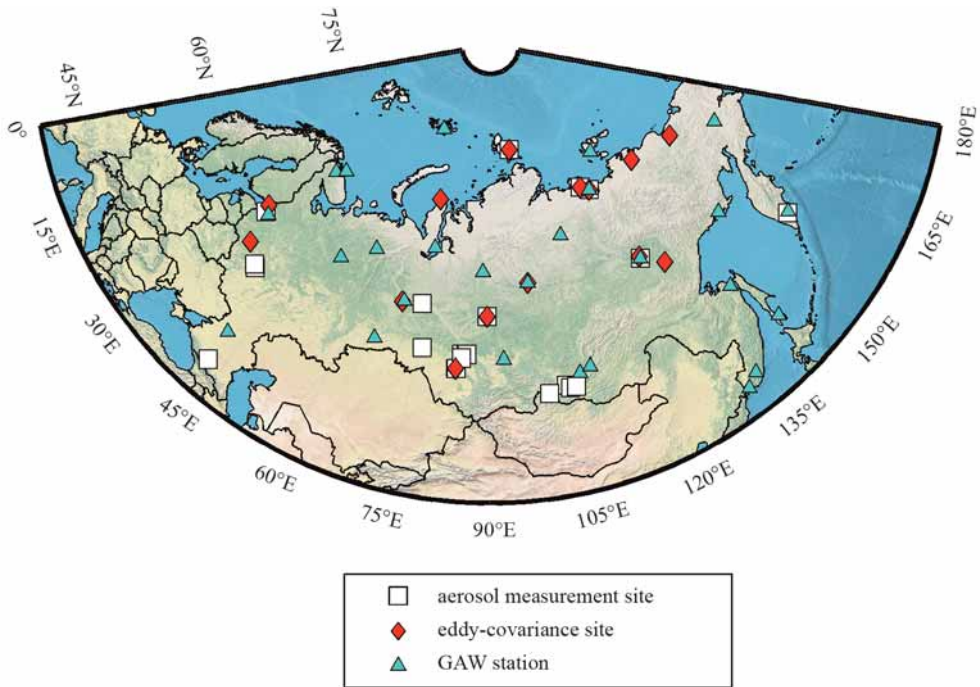 75°N
60°N
45°N
0°
180°E
15°E
165°E
30°E
150°E
45°E
135°E
60°E
120°E
75°E
105°E
90°E
aerosol measurement site
eddy-covariance site
GAW station